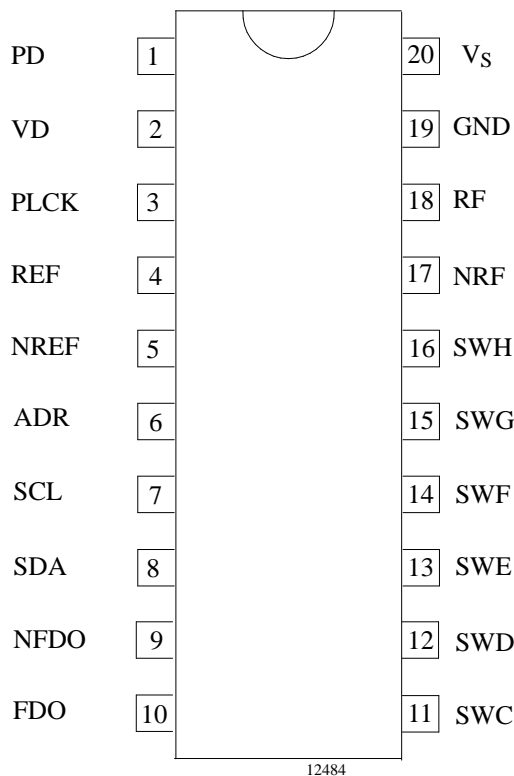 PD 1 20 VS
VD 2 19 GND
PLCK 3 18 RF
REF 4 17 NRF
NREF 5 16 SWH
ADR 6 15 SWG
SCL 7 14 SWF
SDA 8 13 SWE
NFDO 9 12 SWD
FDO 10 11 SWC
12484